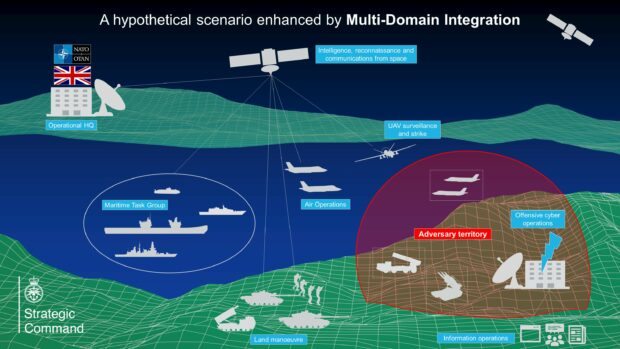 A hypothetical scenario enhanced by Multi-Domain Integration
NATO
OTAN
Intelligence, reconnaissance and
communications from space
Operational HQ
UAV surveillance
and strike
Maritime Task Group
Air Operations
Offensive cyber
operations
Adversary territory
Strategic
Command
Land manoeuvre
Information operations